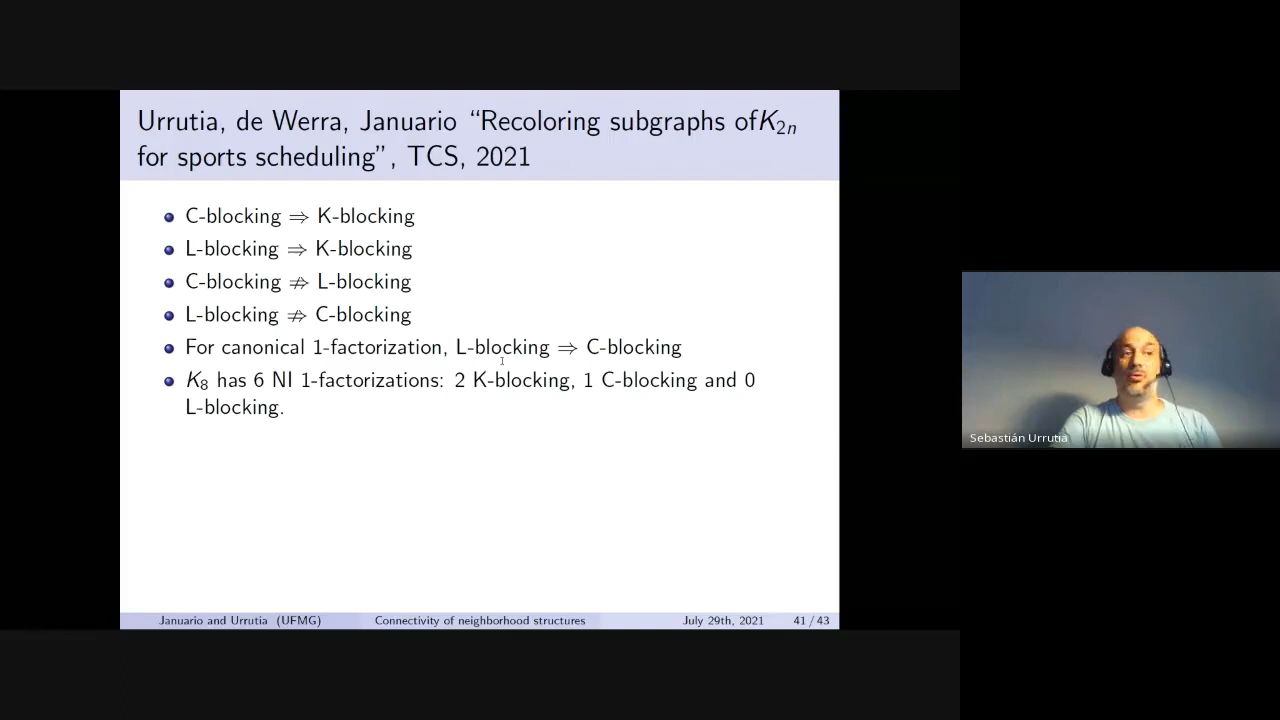 Urrutia, de Werra, Januario “Recoloring subgraphs ofK₂ₙ
for sports scheduling”, TCS, 2021
C-blocking ⇒ K-blocking
L-blocking ⇒ K-blocking
C-blocking ⇏ L-blocking
L-blocking ⇏ C-blocking
For canonical 1-factorization, L-blocking ⇒ C-blocking
K₈ has 6 NI 1-factorizations: 2 K-blocking, 1 C-blocking and 0
L-blocking.
Sebastián Urrutia
Januario and Urrutia (UFMG) Connectivity of neighborhood structures July 29th, 2021 41 / 43